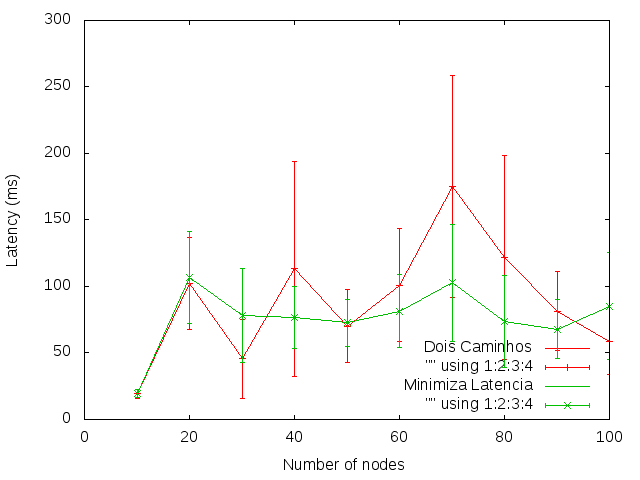 300
250
200
150
100
50
0
Latency (ms)
Dois Caminhos
"" using 1:2:3:4
Minimiza Latencia
"" using 1:2:3:4
0 20 40 60 80 100
Number of nodes